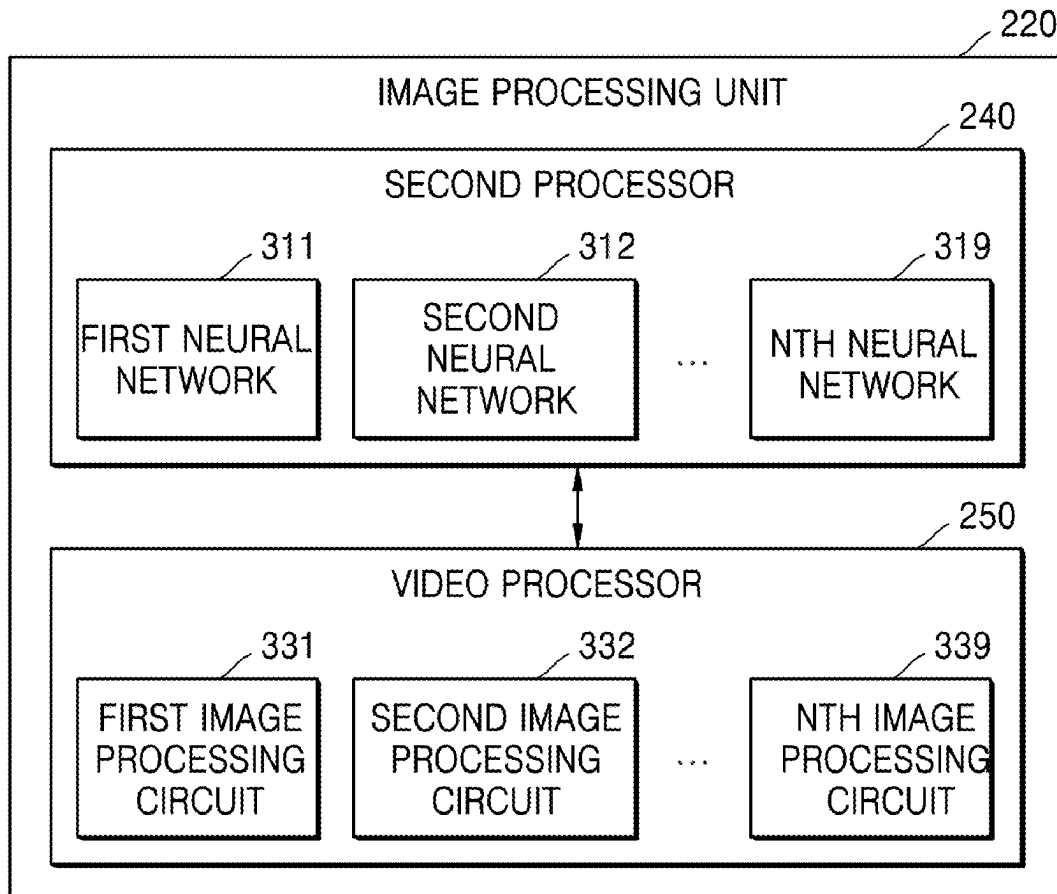 220
IMAGE PROCESSING UNIT
240
SECOND PROCESSOR
311
312
319
FIRST NEURAL
NETWORK
SECOND
NEURAL
NETWORK
...
NTH NEURAL
NETWORK
250
VIDEO PROCESSOR
331
332
339
FIRST IMAGE
PROCESSING
CIRCUIT
SECOND IMAGE
PROCESSING
CIRCUIT
...
NTH IMAGE
PROCESSING
CIRCUIT